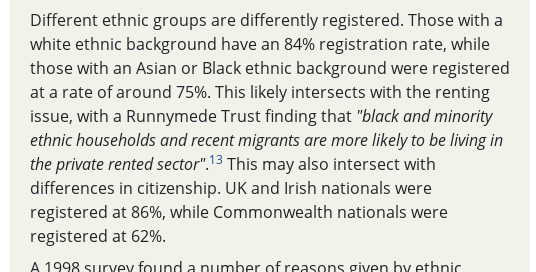 Different ethnic groups are differently registered. Those with a
white ethnic background have an 84% registration rate, while
those with an Asian or Black ethnic background were registered
at a rate of around 75%. This likely intersects with the renting
issue, with a Runnymede Trust finding that "black and minority
ethnic households and recent migrants are more likely to be living in
the private rented sector".13 This may also intersect with
differences in citizenship. UK and Irish nationals were
registered at 86%, while Commonwealth nationals were
registered at 62%.
A 1998 survey found a number of reasons given by ethnic